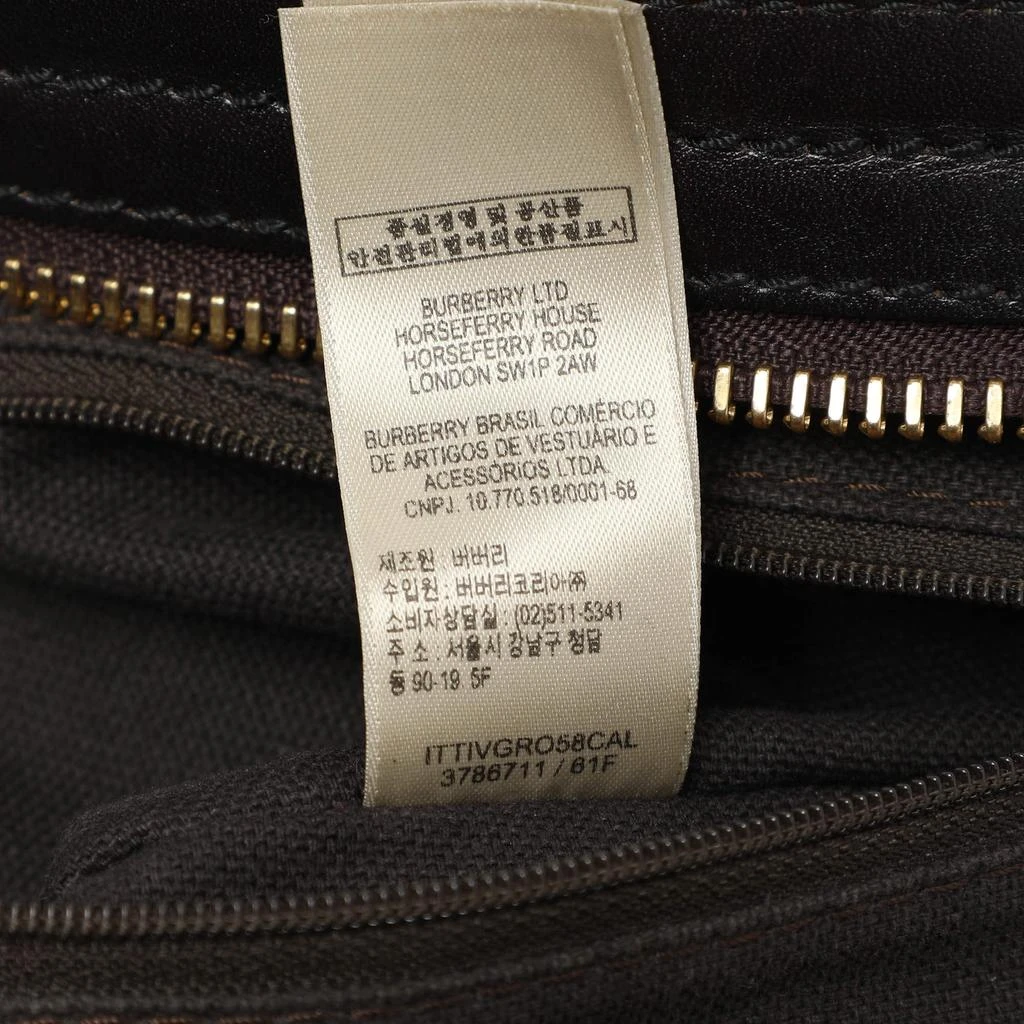 품질경영 및 공산품
안전관리법에의한품질표시
BURBERRY LTD
HORSEFERRY HOUSE
HORSEFERRY ROAD
LONDON SW1P 2AW
BURBERRY BRASIL COMÉRCIO
DE ARTIGOS DE VESTUÁRIO E
ACESSÓRIOS LTDA.
CNPJ. 10.770.518/0001-68
제조원 버버리
수입원 : 버버리코리아㈜
소비자상담실 : (02)511-5341
주 소 : 서울시 강남구 청담
동 90-19 5F
ITTIVGRO58CAL
3786711 / 61F